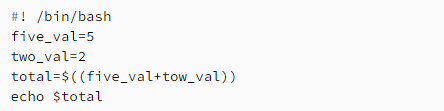 #! /bin/bash
five_val=5
two_val=2
total=$((five_val+tow_val))
echo $total